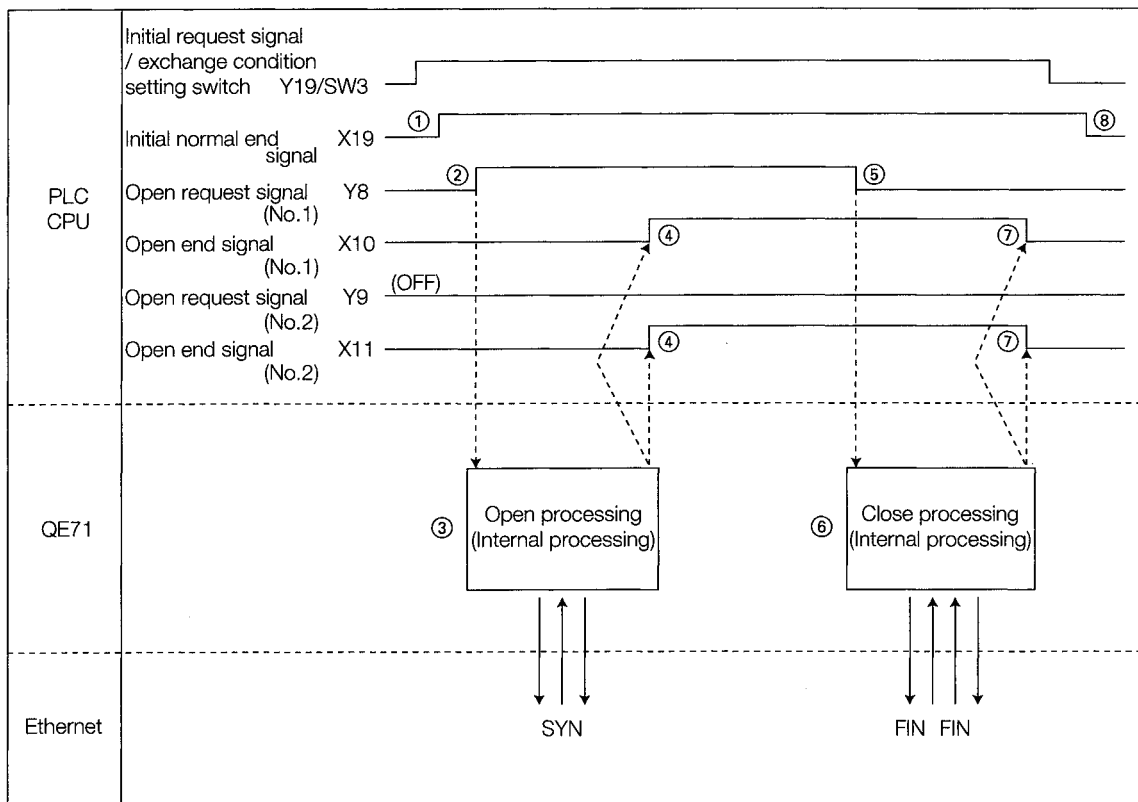 Initial request signal
/ exchange condition
setting switch Y19/SW3
① ⑧
Initial normal end X19
signal
② ⑤
PLC
CPU
Open request signal Y8
(No.1)
④ ⑦
Open end signal X10
(No.1)
(OFF)
Open request signal Y9
(No.2)
④ ⑦
Open end signal X11
(No.2)
QE71
③
Open processing
(Internal processing)
⑥
Close processing
(Internal processing)
Ethernet
SYN
FIN FIN